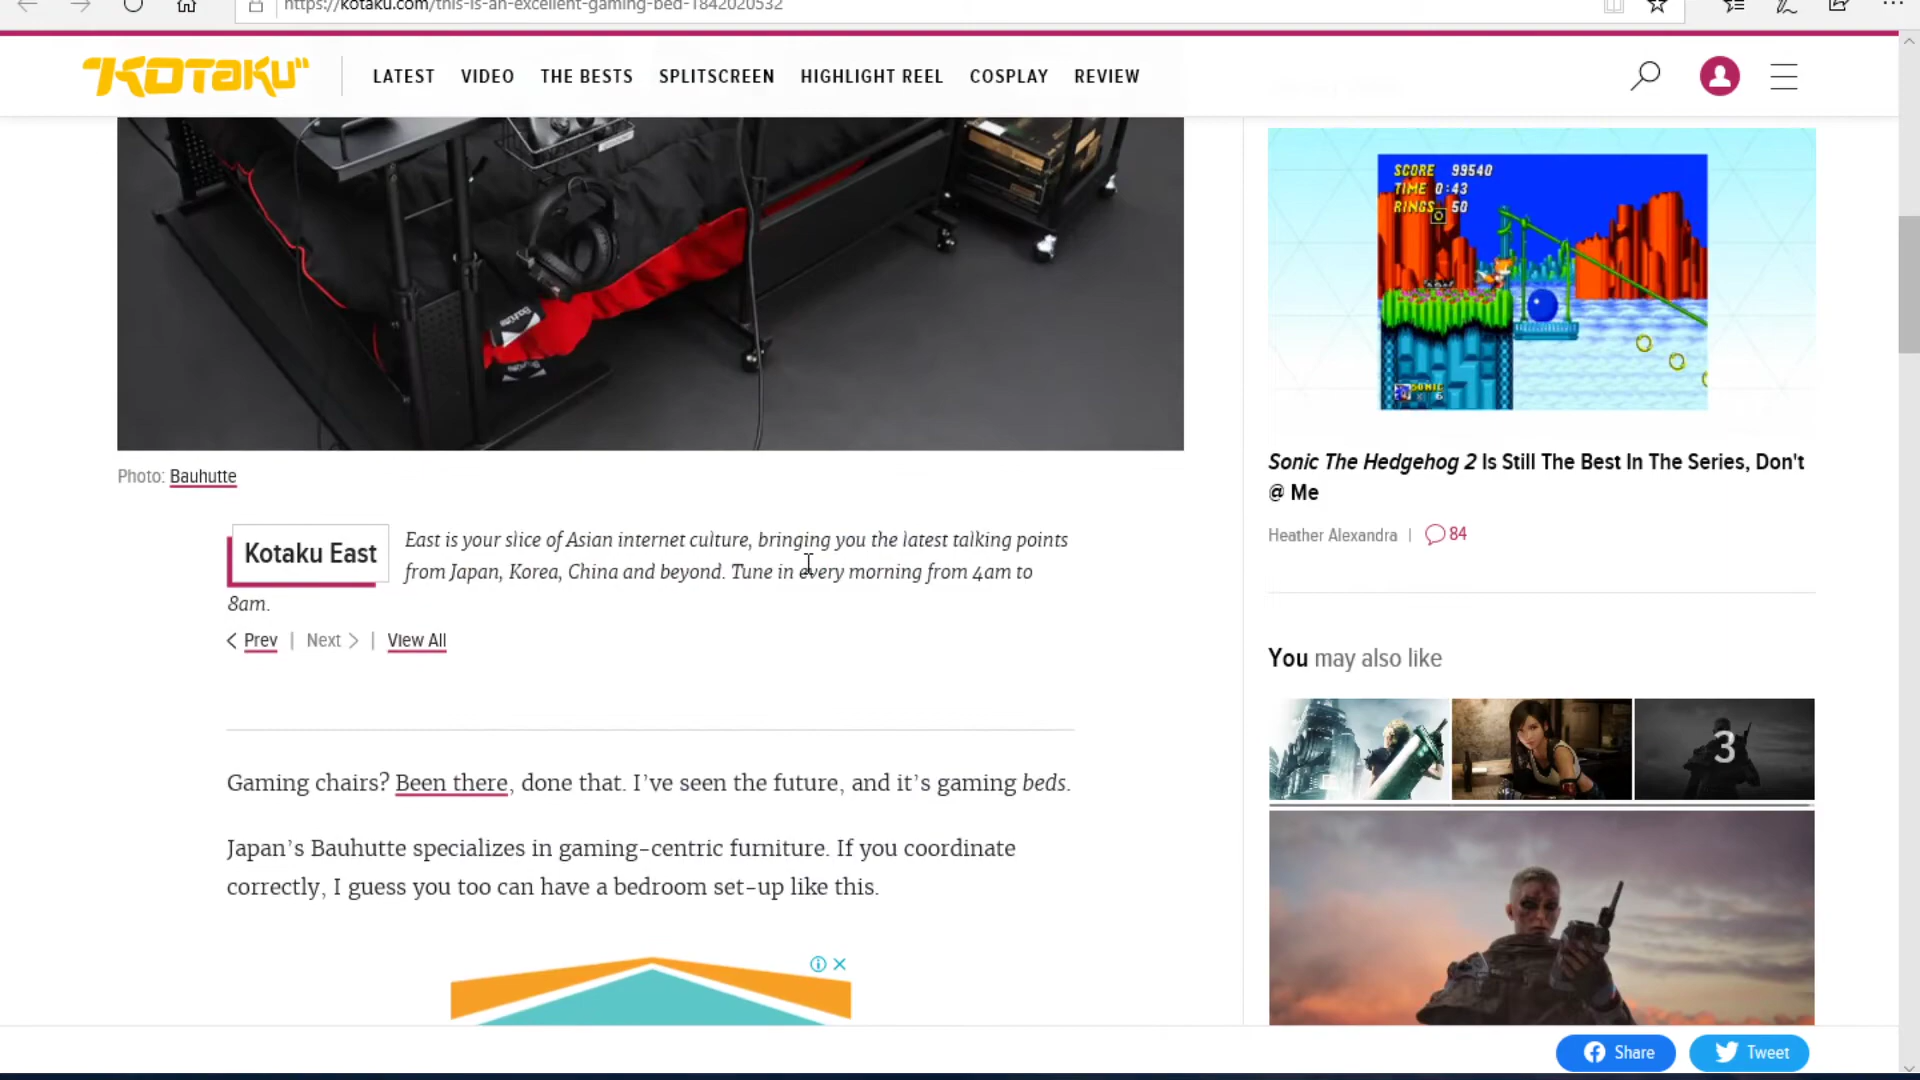 https://kotaku.com/this-is-an-excellent-gaming-bed-1842020532
KOTaKU
LATEST VIDEO THE BESTS SPLITSCREEN HIGHLIGHT REEL COSPLAY REVIEW
SCORE 99540
TIME 0:43
RINGS 50
SONIC
× 6
Photo: Bauhutte
Sonic The Hedgehog 2 Is Still The Best In The Series, Don't
@ Me
Heather Alexandra | 84
Kotaku East
East is your slice of Asian internet culture, bringing you the latest talking points
from Japan, Korea, China and beyond. Tune in every morning from 4am to
8am.
< Prev | Next > | View All
You may also like
3
Gaming chairs? Been there, done that. I’ve seen the future, and it’s gaming beds.
Japan’s Bauhutte specializes in gaming-centric furniture. If you coordinate
correctly, I guess you too can have a bedroom set-up like this.
Share
Tweet